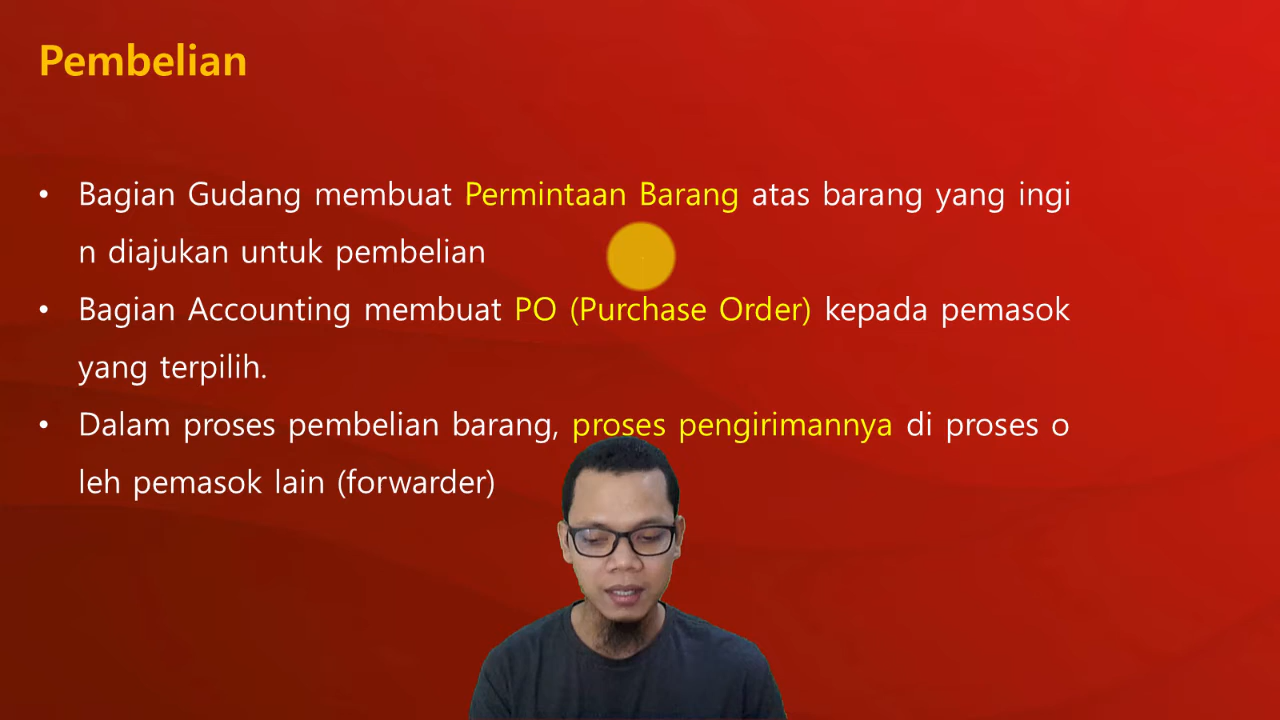 Pembelian
• Bagian Gudang membuat Permintaan Barang atas barang yang ingi
n diajukan untuk pembelian
• Bagian Accounting membuat PO (Purchase Order) kepada pemasok
yang terpilih.
• Dalam proses pembelian barang, proses pengirimannya di proses o
leh pemasok lain (forwarder)